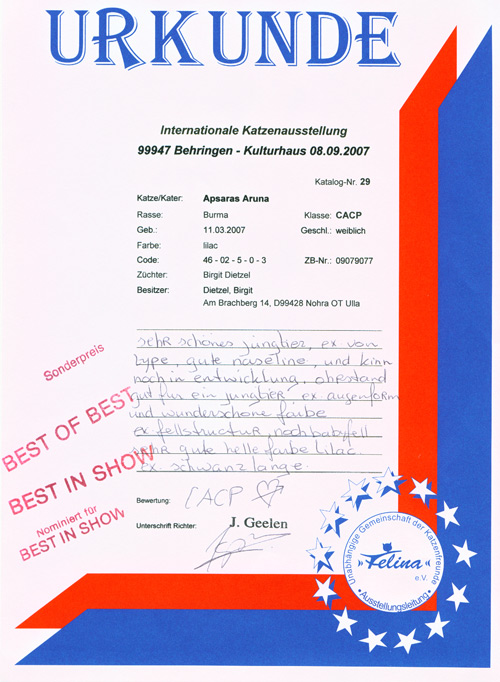 URKUNDE
Internationale Katzenausstellung
99947 Behringen - Kulturhaus 08.09.2007
Katalog-Nr. 29
Katze/Kater: Apsaras Aruna
Rasse: Burma Klasse: CACP
Geb.: 11.03.2007 Geschl.: weiblich
Farbe: lilac
Code: 46 - 02 - 5 - 0 - 3 ZB-Nr.: 09079077
Züchter: Birgit Dietzel
Besitzer: Dietzel, Birgit
Am Brachberg 14, D99428 Nohra OT Ulla
sehr schönes jungtier, ex von
type, gute naseline, und kinn
noch in entwicklung, ohrestand
gut für ein jungtier, ex augenform
und wunderschöne farbe
ex fellstructur, noch babyfell
sehr gute helle farbe lilac
ex schwanzlange
Sonderpreis
BEST OF BEST
BEST IN SHOW
Nominiert für
BEST IN SHOW
Bewertung: CACP
Unterschrift Richter: J. Geelen
Unabhängige Gemeinschaft der Katzenfreunde
»Felina«
e.V.
• Ausstellungsleitung •